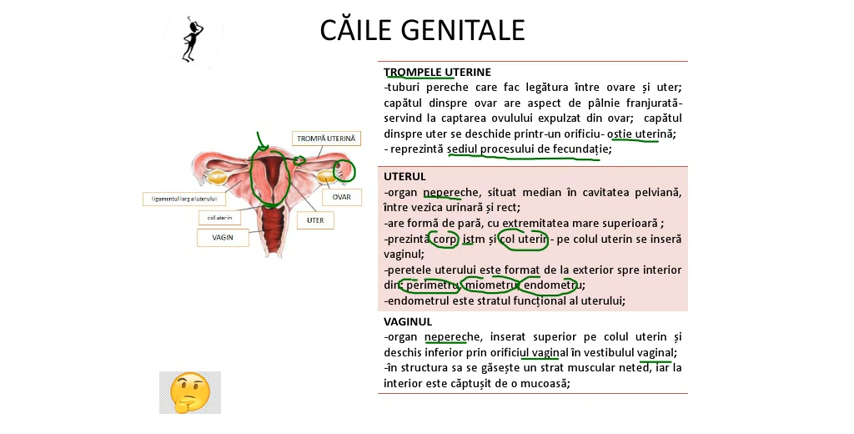 CĂILE GENITALE
TROMPELE UTERINE
-tuburi pereche care fac legătura între ovare și uter;
capătul dinspre ovar are aspect de pâlnie franjurată-
servind la captarea ovulului expulzat din ovar; capătul
dinspre uter se deschide printr-un orificiu- ostie uterină;
- reprezintă sediul procesului de fecundație;
TROMPĂ UTERINĂ
ligamentul larg al uterului
OVAR
col uterin
UTER
VAGIN
UTERUL
-organ nepereche, situat median în cavitatea pelviană,
între vezica urinară și rect;
-are formă de pară, cu extremitatea mare superioară ;
-prezintă corp, istm și col uterin - pe colul uterin se inseră
vaginul;
-peretele uterului este format de la exterior spre interior
din: perimetru, miometru, endometru;
-endometrul este stratul funcțional al uterului;
VAGINUL
-organ nepereche, inserat superior pe colul uterin și
deschis inferior prin orificiul vaginal în vestibulul vaginal;
-în structura sa se găsește un strat muscular neted, iar la
interior este căptușit de o mucoasă;